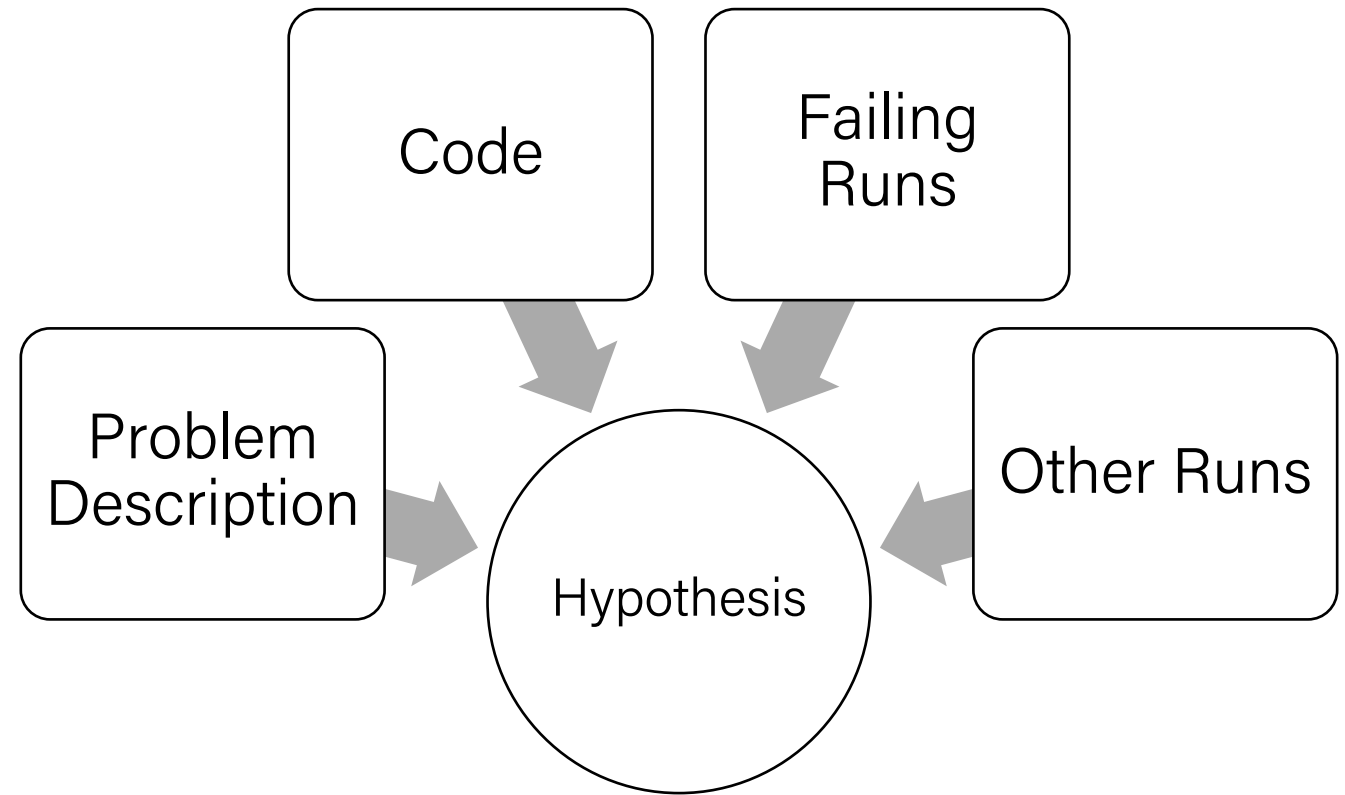 Code
Failing
Runs
Problem
Description
Other Runs
Hypothesis